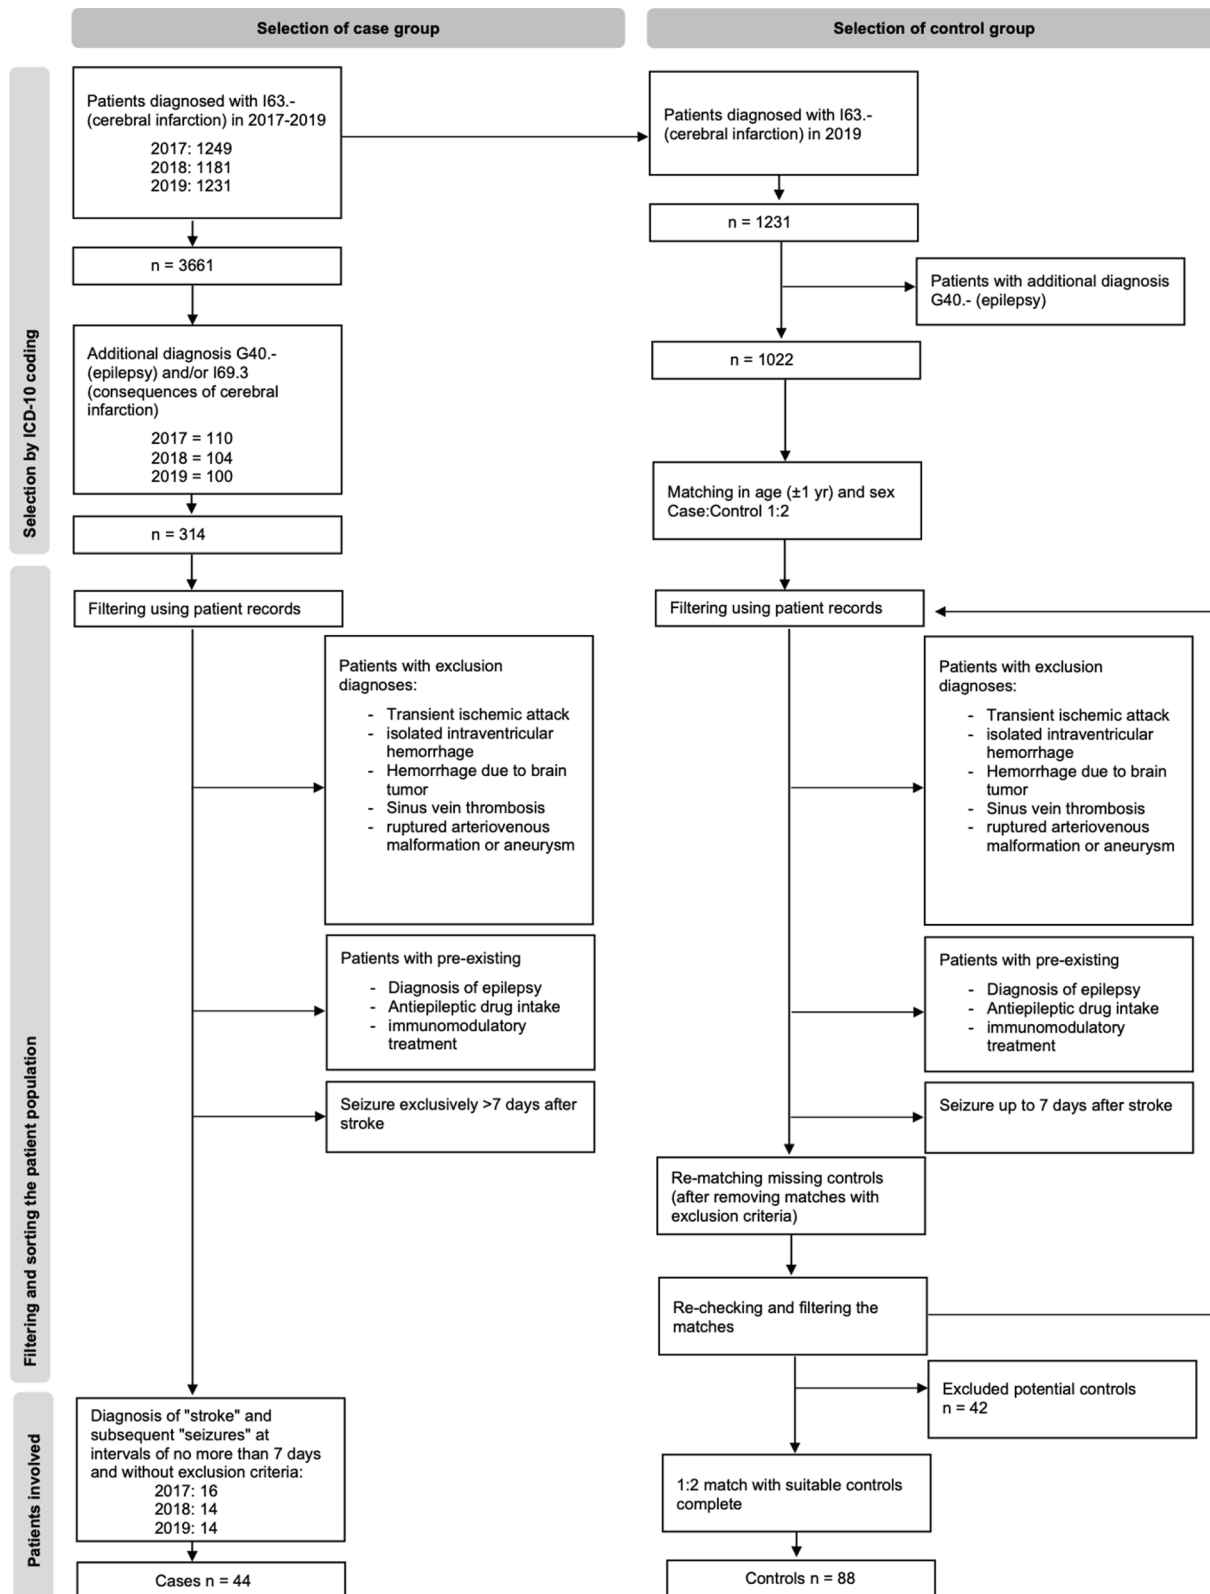 Selection of case group
Selection of control group
Selection by ICD-10 coding
Patients diagnosed with I63.-
(cerebral infarction) in 2017-2019
2017: 1249
2018: 1181
2019: 1231
n = 3661
Additional diagnosis G40.-
(epilepsy) and/or I69.3
(consequences of cerebral
infarction)
2017 = 110
2018 = 104
2019 = 100
n = 314
Patients diagnosed with I63.-
(cerebral infarction) in 2019
n = 1231
Patients with additional diagnosis
G40.- (epilepsy)
n = 1022
Matching in age (±1 yr) and sex
Case:Control 1:2
Filtering and sorting the patient population
Filtering using patient records
Patients with exclusion
diagnoses:
- Transient ischemic attack
- isolated intraventricular
hemorrhage
- Hemorrhage due to brain
tumor
- Sinus vein thrombosis
- ruptured arteriovenous
malformation or aneurysm
Patients with pre-existing
- Diagnosis of epilepsy
- Antiepileptic drug intake
- immunomodulatory
treatment
Seizure exclusively >7 days after
stroke
Filtering using patient records
Patients with exclusion
diagnoses:
- Transient ischemic attack
- isolated intraventricular
hemorrhage
- Hemorrhage due to brain
tumor
- Sinus vein thrombosis
- ruptured arteriovenous
malformation or aneurysm
Patients with pre-existing
- Diagnosis of epilepsy
- Antiepileptic drug intake
- immunomodulatory
treatment
Seizure up to 7 days after stroke
Re-matching missing controls
(after removing matches with
exclusion criteria)
Re-checking and filtering the
matches
Excluded potential controls
n = 42
Patients involved
Diagnosis of "stroke" and
subsequent "seizures" at
intervals of no more than 7 days
and without exclusion criteria:
2017: 16
2018: 14
2019: 14
Cases n = 44
1:2 match with suitable controls
complete
Controls n = 88